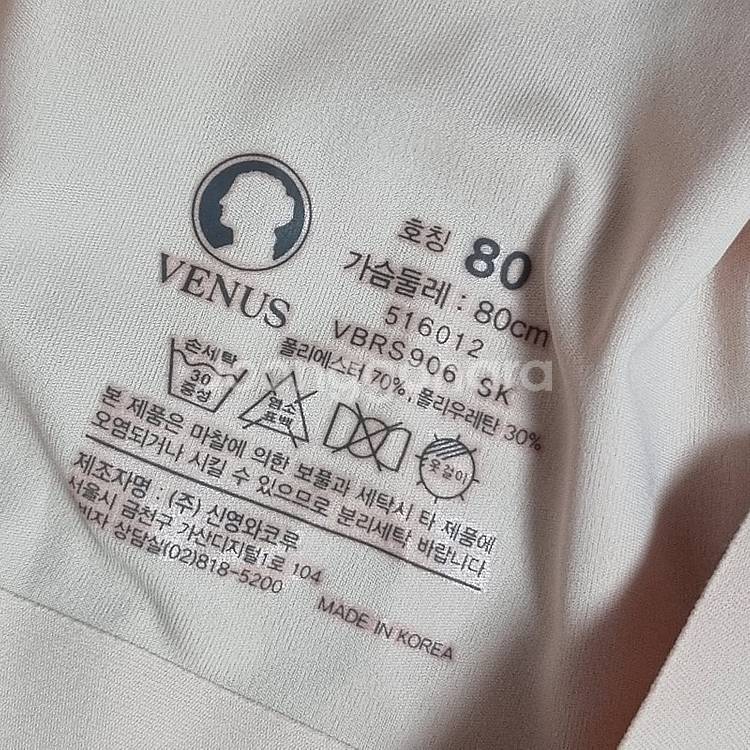 VENUS
호칭 80
가슴둘레 : 80cm
516012
VBRS906 SK
폴리에스터 70%, 폴리우레탄 30%
손세탁
30
중성
염소
표백
옷걸이
본 제품은 마찰에 의한 보풀과 세탁시 타 제품에
오염되거나 시킬 수 있으므로 분리세탁 바랍니다
제조자명 : (주) 신영와코루
서울시 금천구 가산디지털1로 104
비자 상담실(02)818-5200
MADE IN KOREA